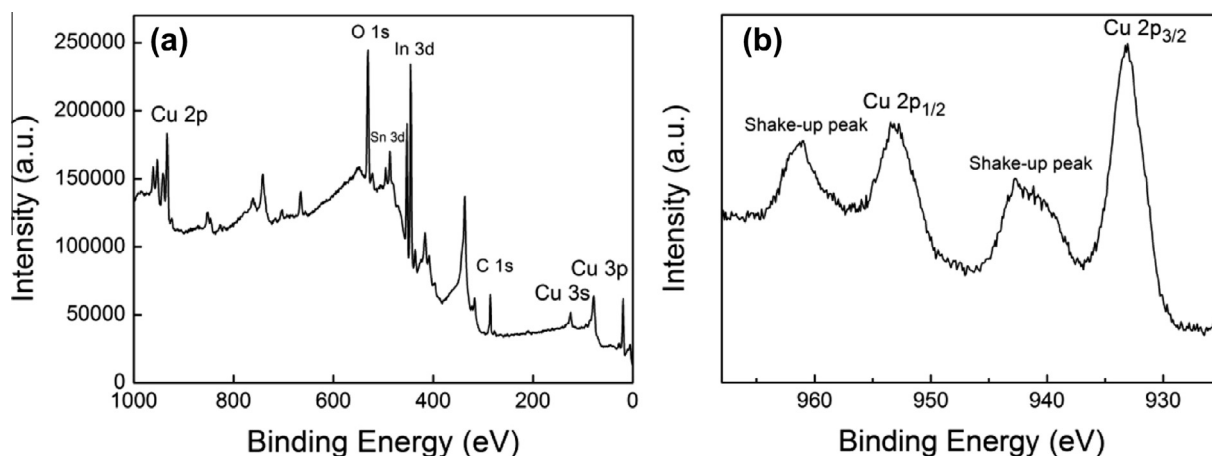 (a)
O 1s
In 3d
Cu 2p
Sn 3d
C 1s
Cu 3s
Cu 3p
250000
200000
150000
100000
50000
0
Intensity (a.u.)
1000 800 600 400 200 0
Binding Energy (eV)
(b)
Cu 2p3/2
Cu 2p1/2
Shake-up peak
Shake-up peak
Intensity (a.u.)
960 950 940 930
Binding Energy (eV)